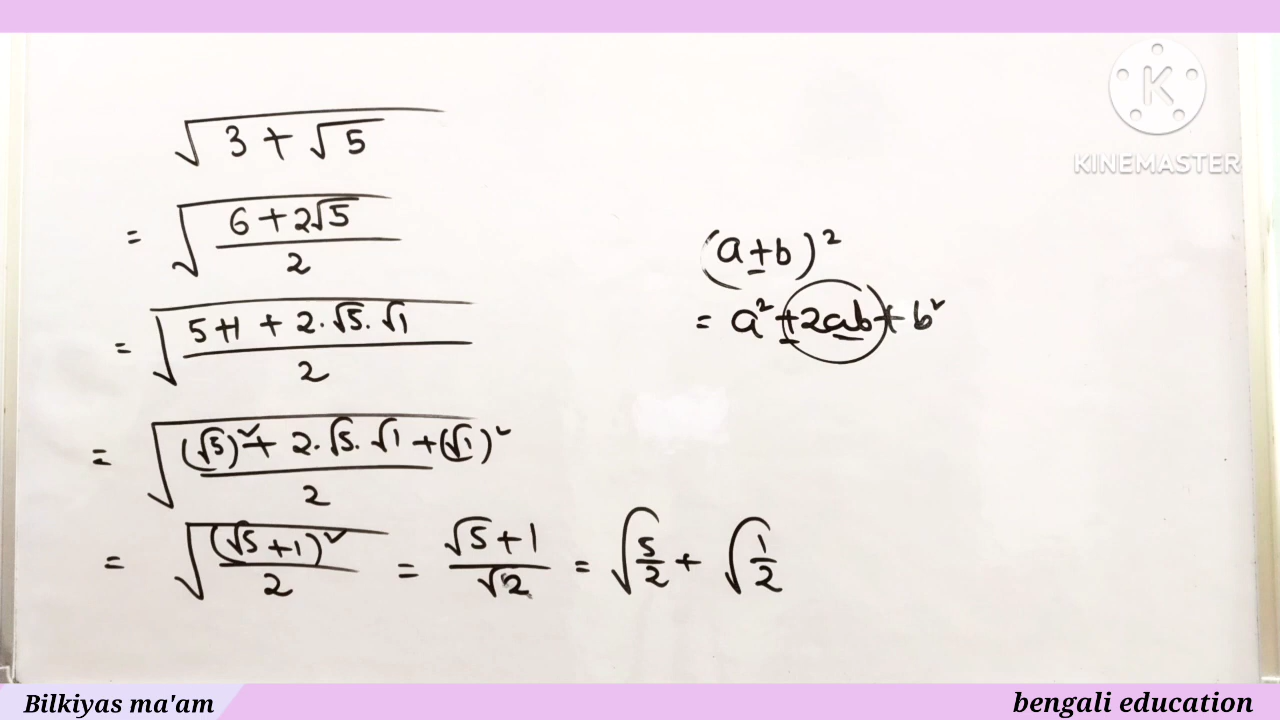 √(3 + √5)
= √((6 + 2√5)/2)
= √((5+1 + 2·√5·√1)/2)
= √(((√5)² + 2·√5·√1 + (√1)²)/2)
= √((√5 + 1)²/2) = (√5 + 1)/√2 = √(5/2) + √(1/2)
(a + b)²
= a² + 2ab + b²
K
KINEMASTER
Bilkiyas ma'am
bengali education